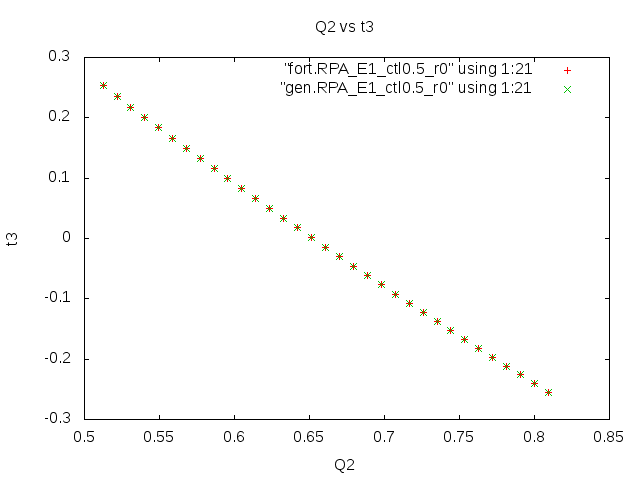 Q2 vs t3
"fort.RPA_E1_ctl0.5_r0" using 1:21
"gen.RPA_E1_ctl0.5_r0" using 1:21
0.3
0.2
0.1
0
-0.1
-0.2
-0.3
t3
0.5 0.55 0.6 0.65 0.7 0.75 0.8 0.85
Q2